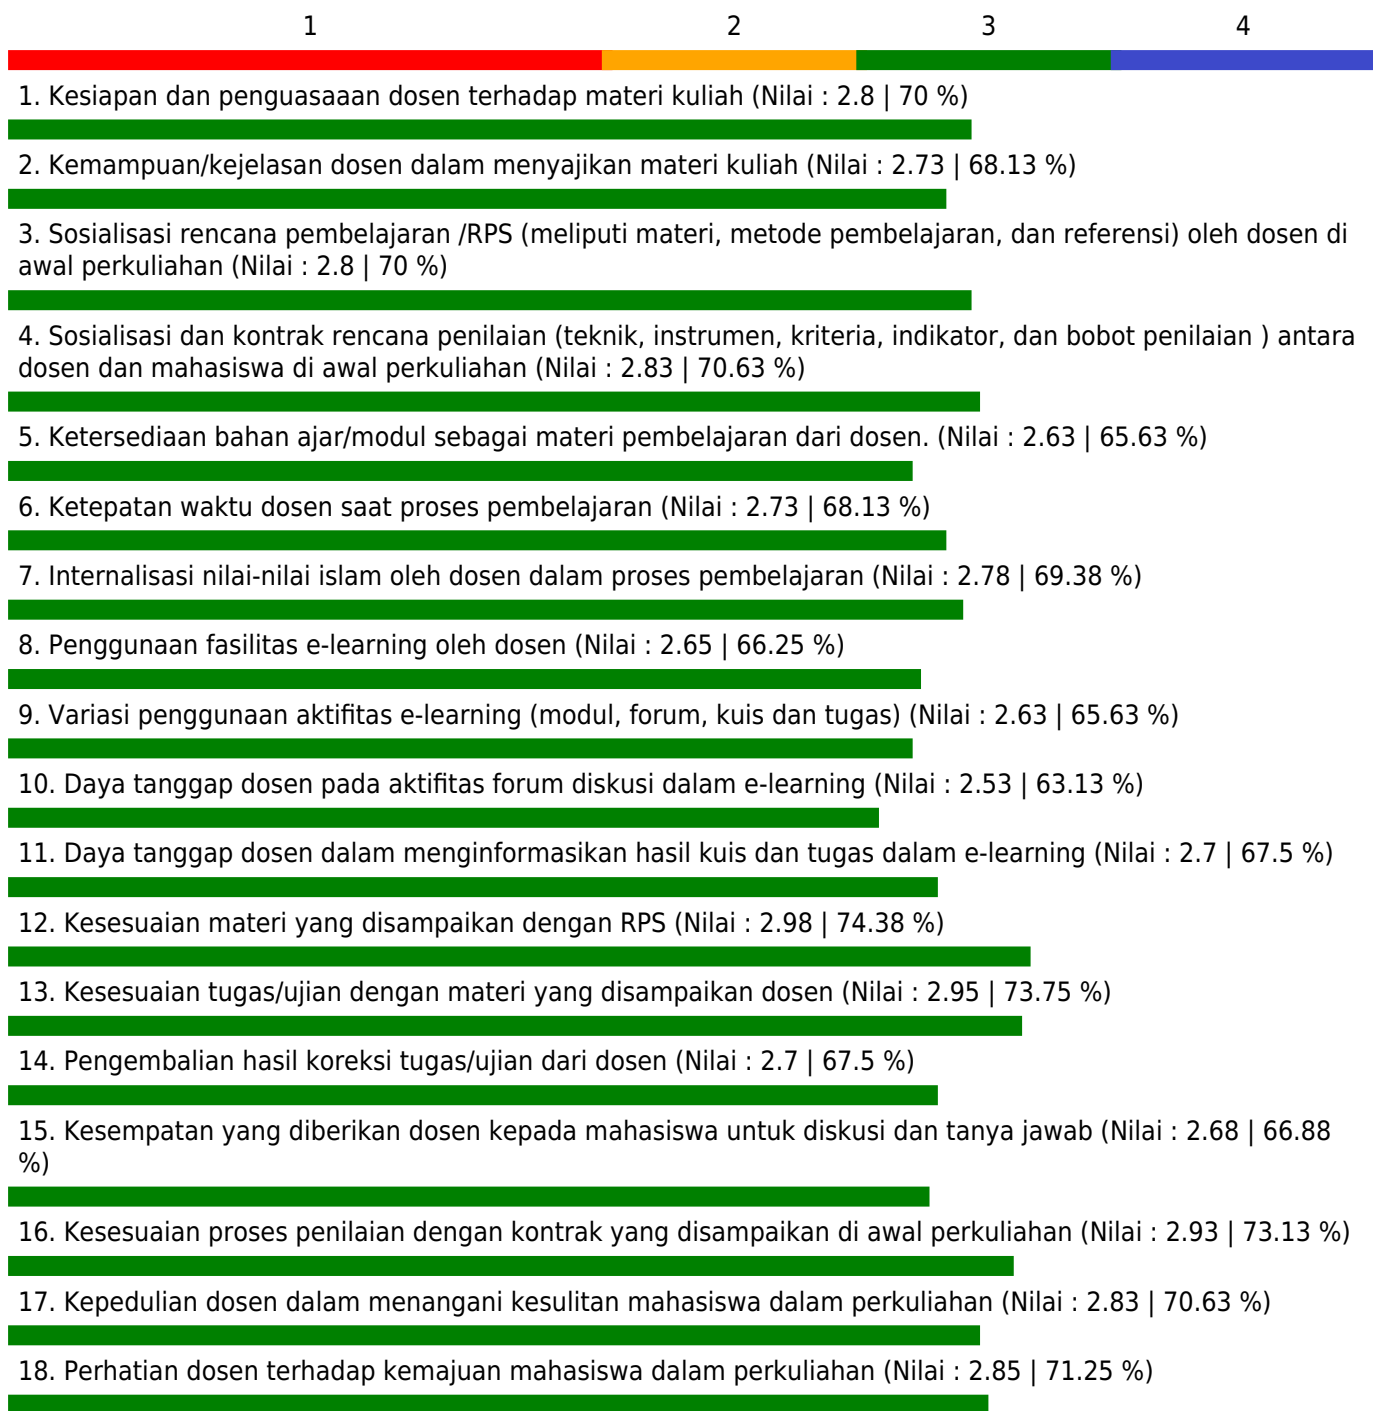 1 2 3 4
1. Kesiapan dan penguasaaan dosen terhadap materi kuliah (Nilai : 2.8 | 70 %)
2. Kemampuan/kejelasan dosen dalam menyajikan materi kuliah (Nilai : 2.73 | 68.13 %)
3. Sosialisasi rencana pembelajaran /RPS (meliputi materi, metode pembelajaran, dan referensi) oleh dosen di
awal perkuliahan (Nilai : 2.8 | 70 %)
4. Sosialisasi dan kontrak rencana penilaian (teknik, instrumen, kriteria, indikator, dan bobot penilaian ) antara
dosen dan mahasiswa di awal perkuliahan (Nilai : 2.83 | 70.63 %)
5. Ketersediaan bahan ajar/modul sebagai materi pembelajaran dari dosen. (Nilai : 2.63 | 65.63 %)
6. Ketepatan waktu dosen saat proses pembelajaran (Nilai : 2.73 | 68.13 %)
7. Internalisasi nilai-nilai islam oleh dosen dalam proses pembelajaran (Nilai : 2.78 | 69.38 %)
8. Penggunaan fasilitas e-learning oleh dosen (Nilai : 2.65 | 66.25 %)
9. Variasi penggunaan aktifitas e-learning (modul, forum, kuis dan tugas) (Nilai : 2.63 | 65.63 %)
10. Daya tanggap dosen pada aktifitas forum diskusi dalam e-learning (Nilai : 2.53 | 63.13 %)
11. Daya tanggap dosen dalam menginformasikan hasil kuis dan tugas dalam e-learning (Nilai : 2.7 | 67.5 %)
12. Kesesuaian materi yang disampaikan dengan RPS (Nilai : 2.98 | 74.38 %)
13. Kesesuaian tugas/ujian dengan materi yang disampaikan dosen (Nilai : 2.95 | 73.75 %)
14. Pengembalian hasil koreksi tugas/ujian dari dosen (Nilai : 2.7 | 67.5 %)
15. Kesempatan yang diberikan dosen kepada mahasiswa untuk diskusi dan tanya jawab (Nilai : 2.68 | 66.88
%)
16. Kesesuaian proses penilaian dengan kontrak yang disampaikan di awal perkuliahan (Nilai : 2.93 | 73.13 %)
17. Kepedulian dosen dalam menangani kesulitan mahasiswa dalam perkuliahan (Nilai : 2.83 | 70.63 %)
18. Perhatian dosen terhadap kemajuan mahasiswa dalam perkuliahan (Nilai : 2.85 | 71.25 %)